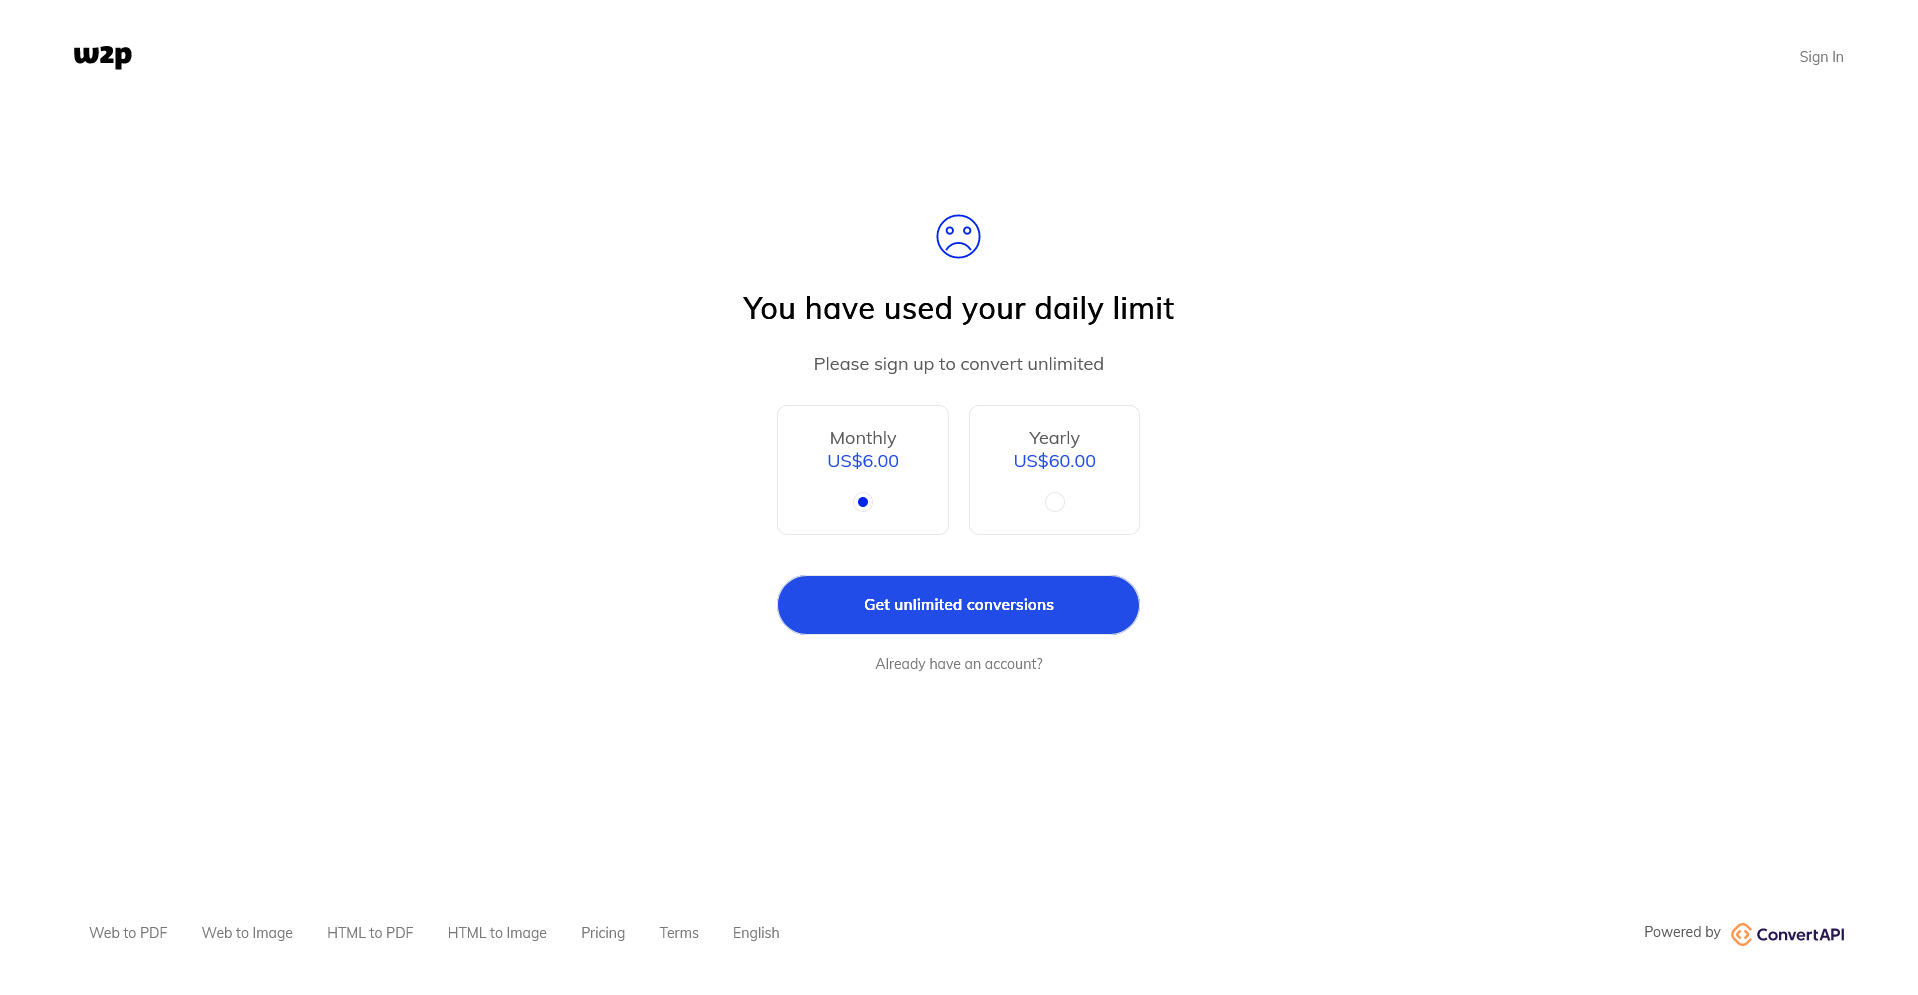 w2p
Sign In
You have used your daily limit
Please sign up to convert unlimited
Monthly
US$6.00
Yearly
US$60.00
Get unlimited conversions
Already have an account?
Web to PDF
Web to Image
HTML to PDF
HTML to Image
Pricing
Terms
English
Powered by ConvertAPI